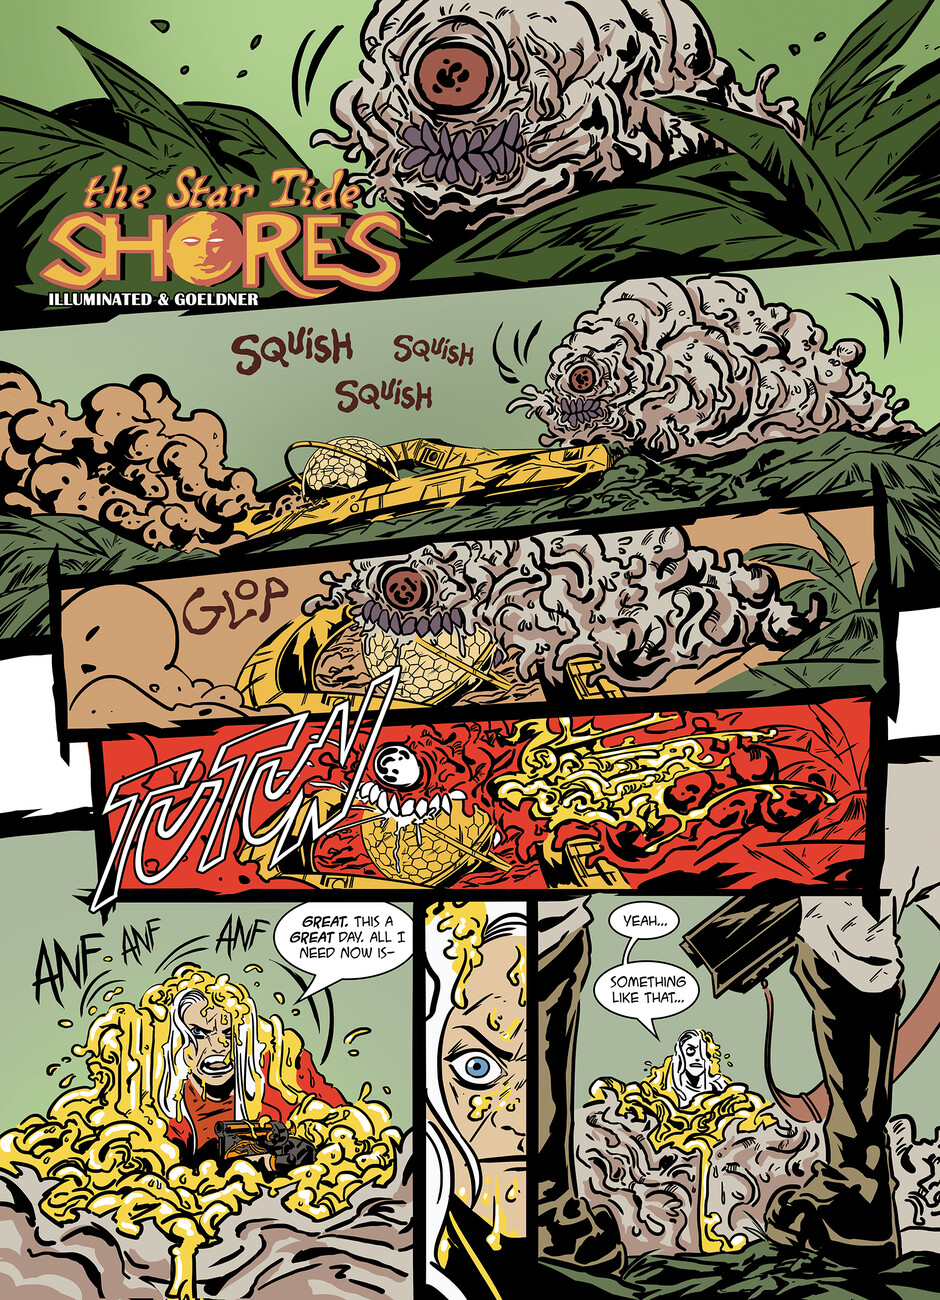 the Star Tide
SHORES
ILLUMINATED & GOELDNER
SQUISH
SQUISH
SQUISH
GLOP
TUTUNN
ANF
ANF
ANF
GREAT. THIS A
GREAT DAY. ALL I
NEED NOW IS-
YEAH...
SOMETHING
LIKE THAT...